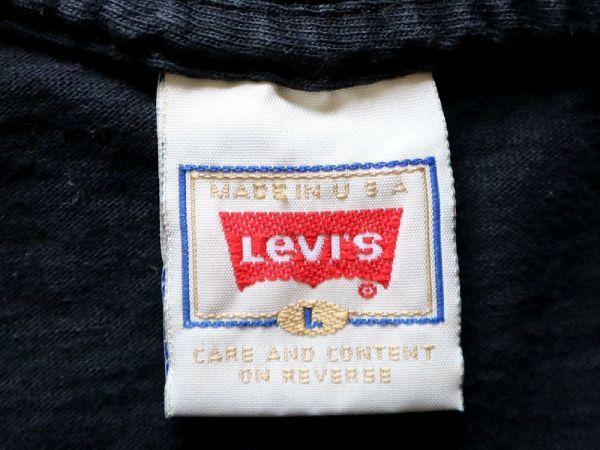 MADE IN U S A
Levi's
®
L
CARE AND CONTENT
ON REVERSE